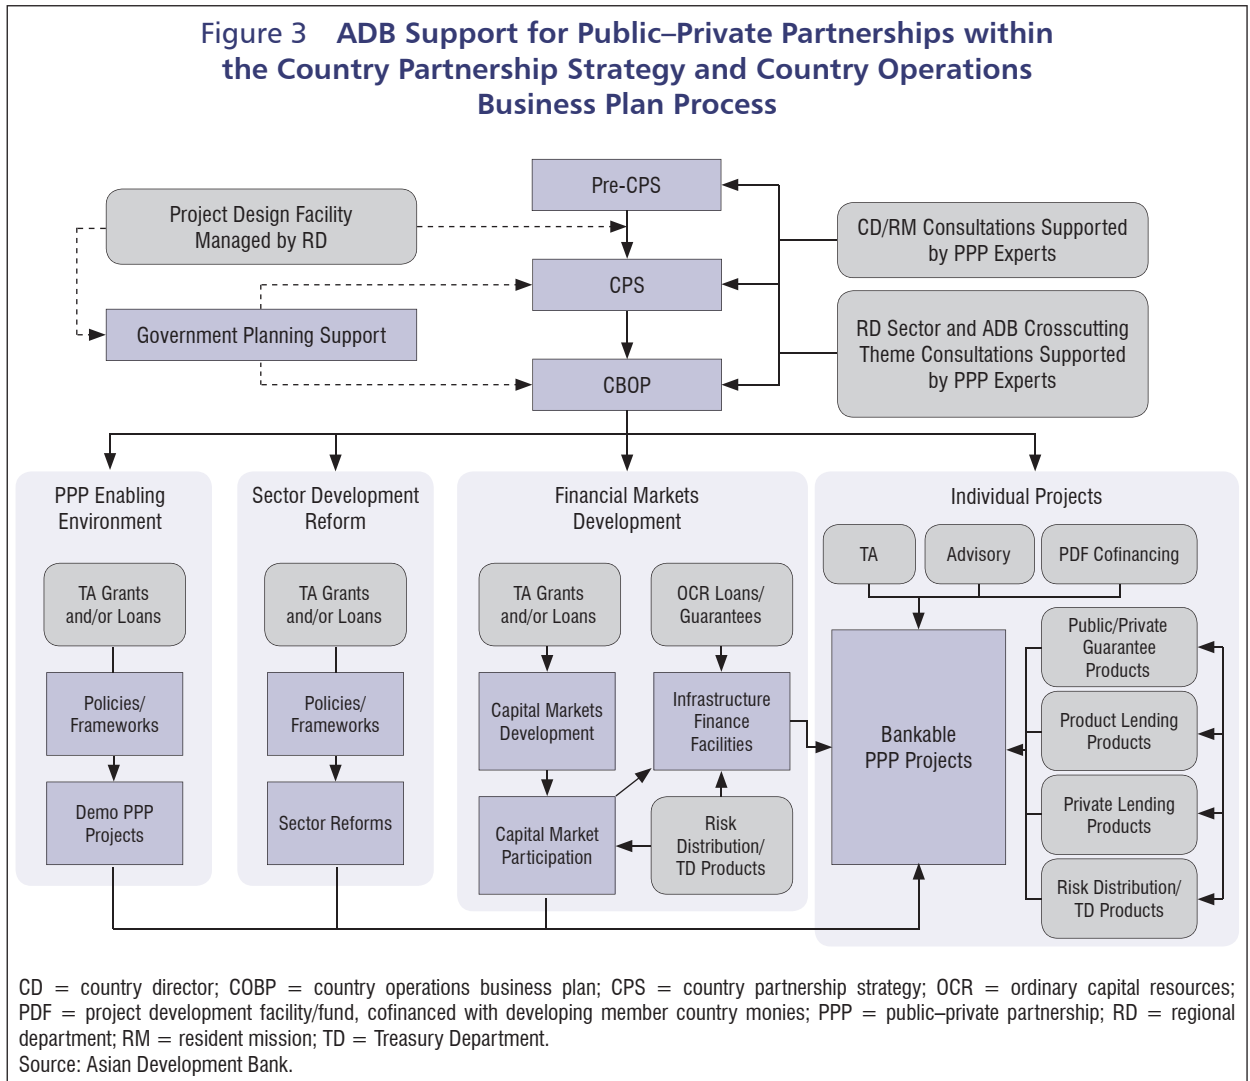 Figure 3 ADB Support for Public–Private Partnerships within
the Country Partnership Strategy and Country Operations
Business Plan Process
Pre-CPS
Project Design Facility
Managed by RD
CD/RM Consultations Supported
by PPP Experts
CPS
Government Planning Support
RD Sector and ADB Crosscutting
Theme Consultations Supported
by PPP Experts
CBOP
PPP Enabling
Environment
TA Grants
and/or Loans
Policies/
Frameworks
Demo PPP
Projects
Sector Development
Reform
TA Grants
and/or Loans
Policies/
Frameworks
Sector Reforms
Financial Markets
Development
TA Grants
and/or Loans
OCR Loans/
Guarantees
Capital Markets
Development
Infrastructure
Finance
Facilities
Capital Market
Participation
Risk
Distribution/
TD Products
Individual Projects
TA
Advisory
PDF Cofinancing
Bankable
PPP Projects
Public/Private
Guarantee
Products
Product Lending
Products
Private Lending
Products
Risk Distribution/
TD Products
CD = country director; COBP = country operations business plan; CPS = country partnership strategy; OCR = ordinary capital resources;
PDF = project development facility/fund, cofinanced with developing member country monies; PPP = public–private partnership; RD = regional
department; RM = resident mission; TD = Treasury Department.
Source: Asian Development Bank.